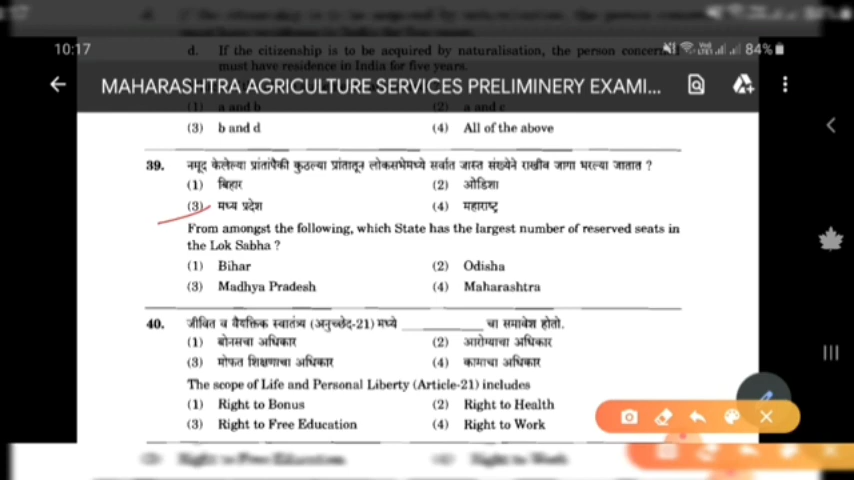 10:17
84%
d. If the citizenship is to be acquired by naturalisation, the person concer
must have residence in India for five years.
MAHARASHTRA AGRICULTURE SERVICES PRELIMINERY EXAMI...
(1) a and b (2) a and c
(3) b and d (4) All of the above
39. नमूद केलेल्या प्रांतांपैकी कुठल्या प्रांतातून लोकसभेमध्ये सर्वात जास्त संख्येने राखीव जागा भरल्या जातात ?
(1) बिहार (2) ओडिशा
(3) मध्य प्रदेश (4) महाराष्ट्र
From amongst the following, which State has the largest number of reserved seats in
the Lok Sabha ?
(1) Bihar (2) Odisha
(3) Madhya Pradesh (4) Maharashtra
40. जीवित व वैयक्तिक स्वातंत्र्य (अनुच्छेद-21) मध्ये __________ चा समावेश होतो.
(1) बोनसचा अधिकार (2) आरोग्याचा अधिकार
(3) मोफत शिक्षणाचा अधिकार (4) कामाचा अधिकार
The scope of Life and Personal Liberty (Article-21) includes
(1) Right to Bonus (2) Right to Health
(3) Right to Free Education (4) Right to Work